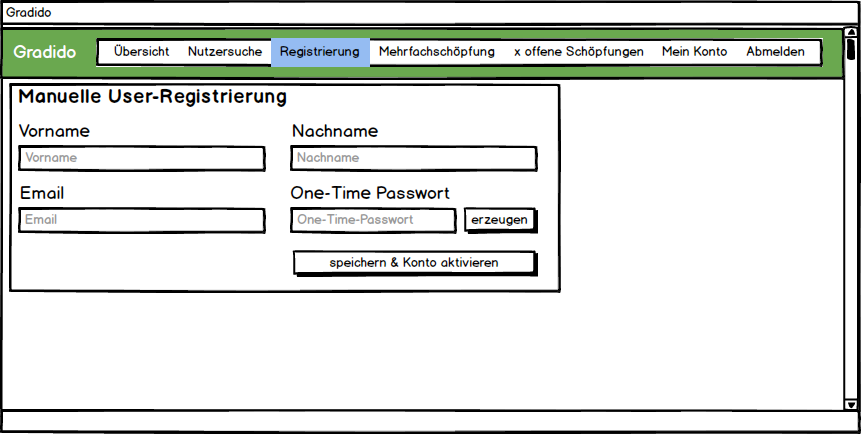 Gradido
Gradido Übersicht Nutzersuche Registrierung Mehrfachschöpfung x offene Schöpfungen Mein Konto Abmelden
Manuelle User-Registrierung
Vorname Nachname
Vorname Nachname
Email One-Time Passwort
Email One-Time-Passwort erzeugen
speichern & Konto aktivieren